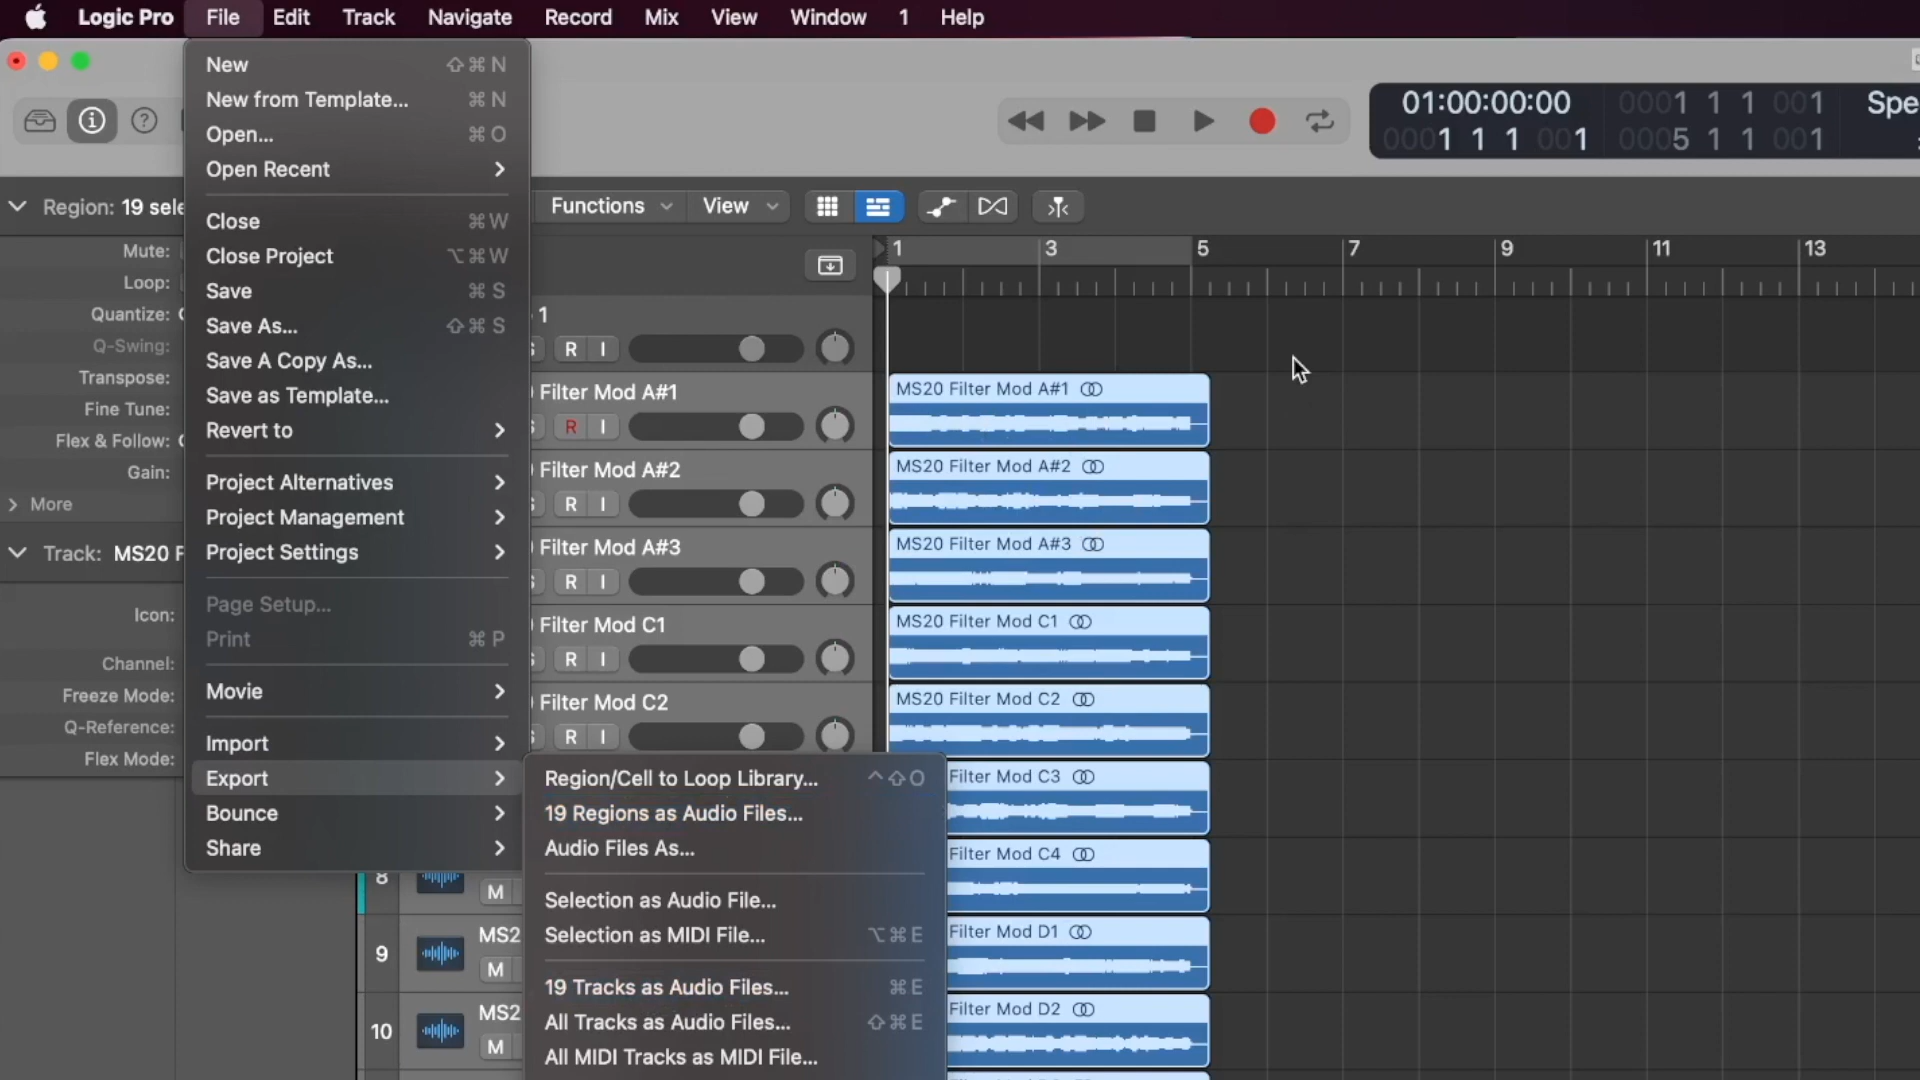 Logic Pro File Edit Track Navigate Record Mix View Window 1 Help
New ⇧⌘N
New from Template... ⌘N
Open... ⌘O
Open Recent
Close ⌘W
Close Project ⌥⌘W
Save ⌘S
Save As... ⇧⌘S
Save A Copy As...
Save as Template...
Revert to
Project Alternatives
Project Management
Project Settings
Page Setup...
Print ⌘P
Movie
Import
Export
Bounce
Share
Region/Cell to Loop Library... ^⇧O
19 Regions as Audio Files...
Audio Files As...
Selection as Audio File...
Selection as MIDI File... ⌥⌘E
19 Tracks as Audio Files... ⌘E
All Tracks as Audio Files... ⇧⌘E
All MIDI Tracks as MIDI File...
01:00:00:00 0001 1 1 001
0001 1 1 001 0005 1 1 001
Region: 19 sele
Mute:
Loop:
Quantize:
Q-Swing:
Transpose:
Fine Tune:
Flex & Follow:
Gain:
More
Track: MS20 F
Icon:
Channel:
Freeze Mode:
Q-Reference:
Flex Mode:
Functions View
1 3 5 7 9 11 13
1
R I
Filter Mod A#1
R I
Filter Mod A#2
R I
Filter Mod A#3
R I
Filter Mod C1
R I
Filter Mod C2
R I
8
M
9 MS2
M
10 MS2
M
MS20 Filter Mod A#1
MS20 Filter Mod A#2
MS20 Filter Mod A#3
MS20 Filter Mod C1
MS20 Filter Mod C2
Filter Mod C3
Filter Mod C4
Filter Mod D1
Filter Mod D2